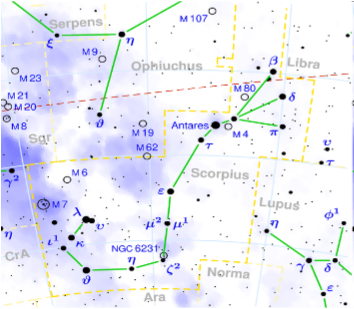 M 107
Serpens
ξ
η
M 9
Ophiuchus
β
Libra
M 23
M 80
δ
M 21
M 20
M 8
ϑ
Antares
M 4
π
M 19
Sgr
M 62
τ
υ
τ
γ²
M 6
Scorpius
ε
M 7
λ
υ
μ²
μ¹
Lupus
η
ϕ¹
η
ι¹
κ
NGC 6231
CrA
ϑ
η
ζ²
Norma
γ
δ
Ara
ε